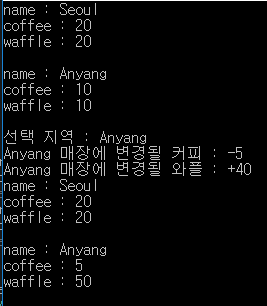 name : Seoul
coffee : 20
waffle : 20
name : Anyang
coffee : 10
waffle : 10
선택 지역 : Anyang
Anyang 매장에 변경될 커피 : -5
Anyang 매장에 변경될 와플 : +40
name : Seoul
coffee : 20
waffle : 20
name : Anyang
coffee : 5
waffle : 50